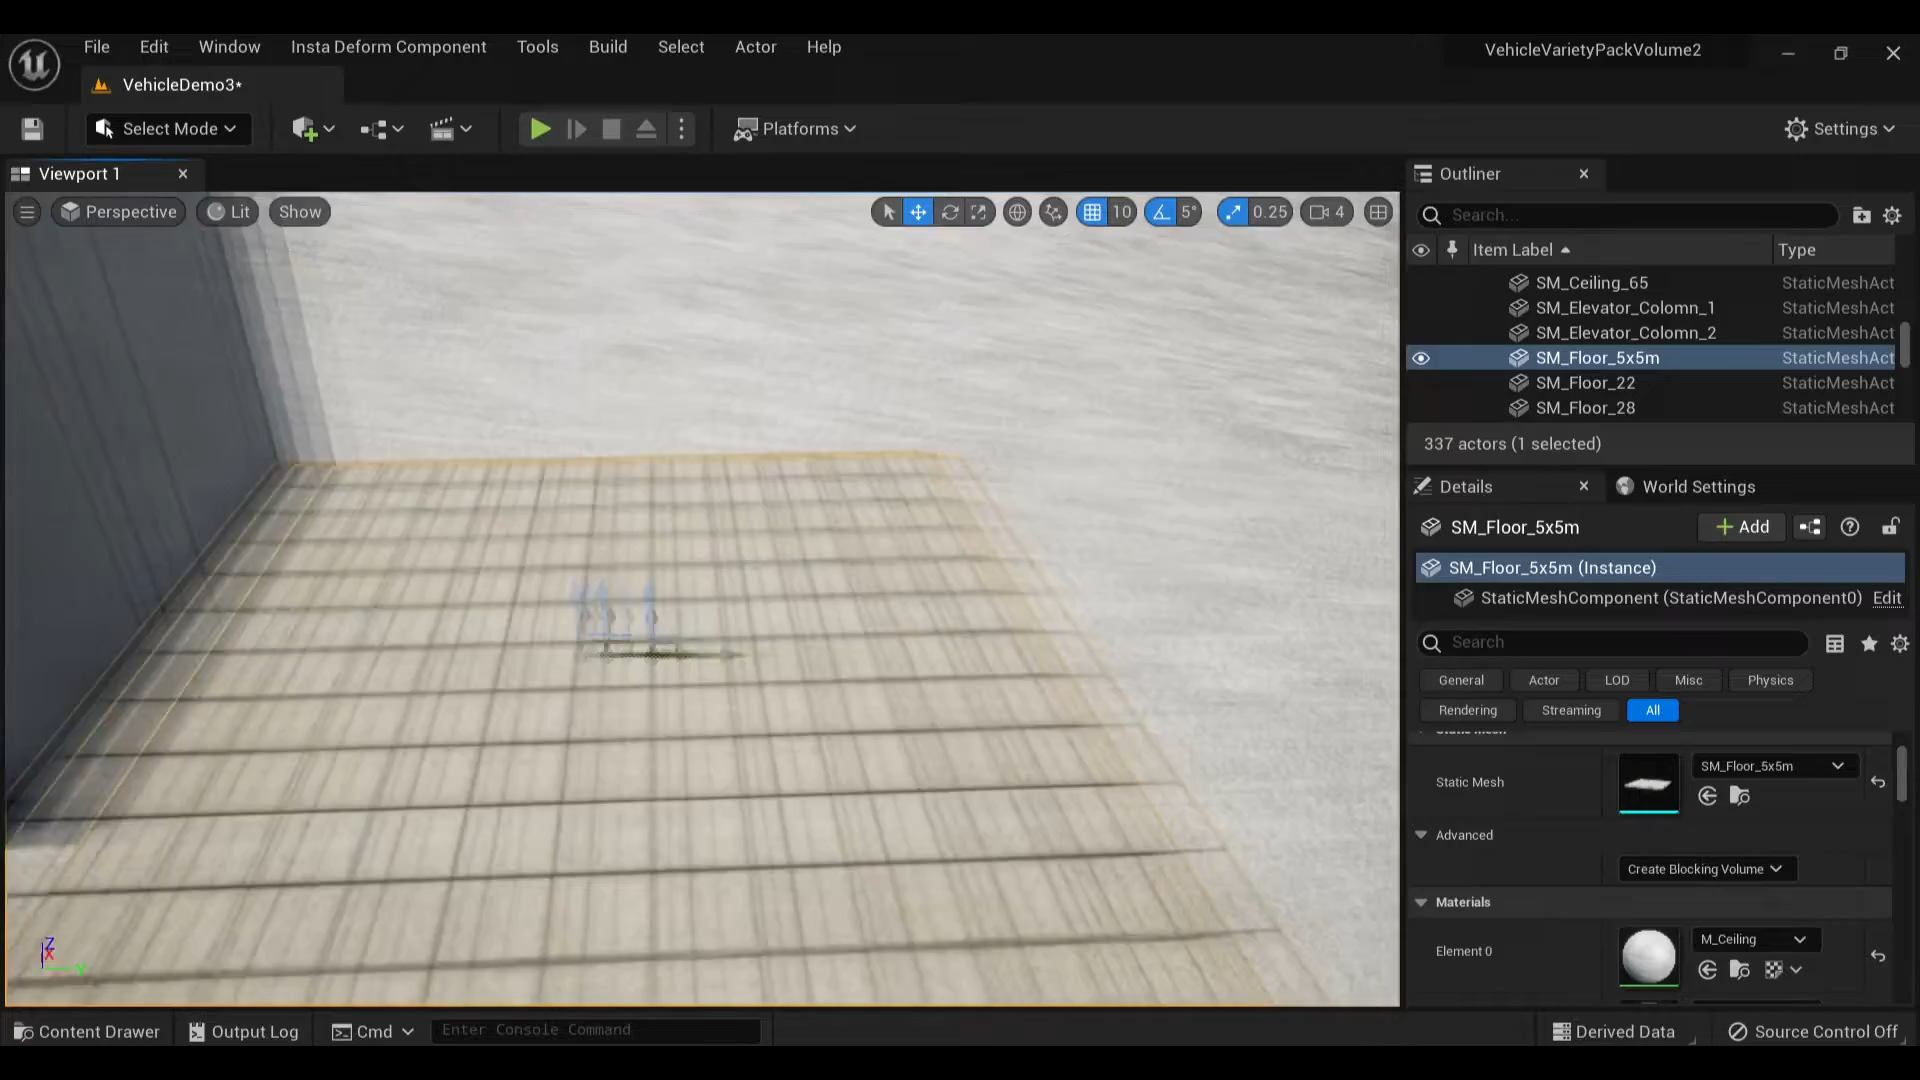 File Edit Window Insta Deform Component Tools Build Select Actor Help
VehicleVarietyPackVolume2
VehicleDemo3*
Select Mode
Platforms
Settings
Viewport 1
Perspective Lit Show
10 5° 0.25 4
Z
X
Y
Outliner
Search...
Item Label Type
SM_Ceiling_65 StaticMeshAct
SM_Elevator_Colomn_1 StaticMeshAct
SM_Elevator_Colomn_2 StaticMeshAct
SM_Floor_5x5m StaticMeshAct
SM_Floor_22 StaticMeshAct
SM_Floor_28 StaticMeshAct
337 actors (1 selected)
Details World Settings
SM_Floor_5x5m Add
SM_Floor_5x5m (Instance)
StaticMeshComponent (StaticMeshComponent0) Edit
Search
General Actor LOD Misc Physics
Rendering Streaming All
Static Mesh
Static Mesh SM_Floor_5x5m
Advanced
Create Blocking Volume
Materials
Element 0 M_Ceiling
Content Drawer Output Log Cmd Enter Console Command Derived Data Source Control Off